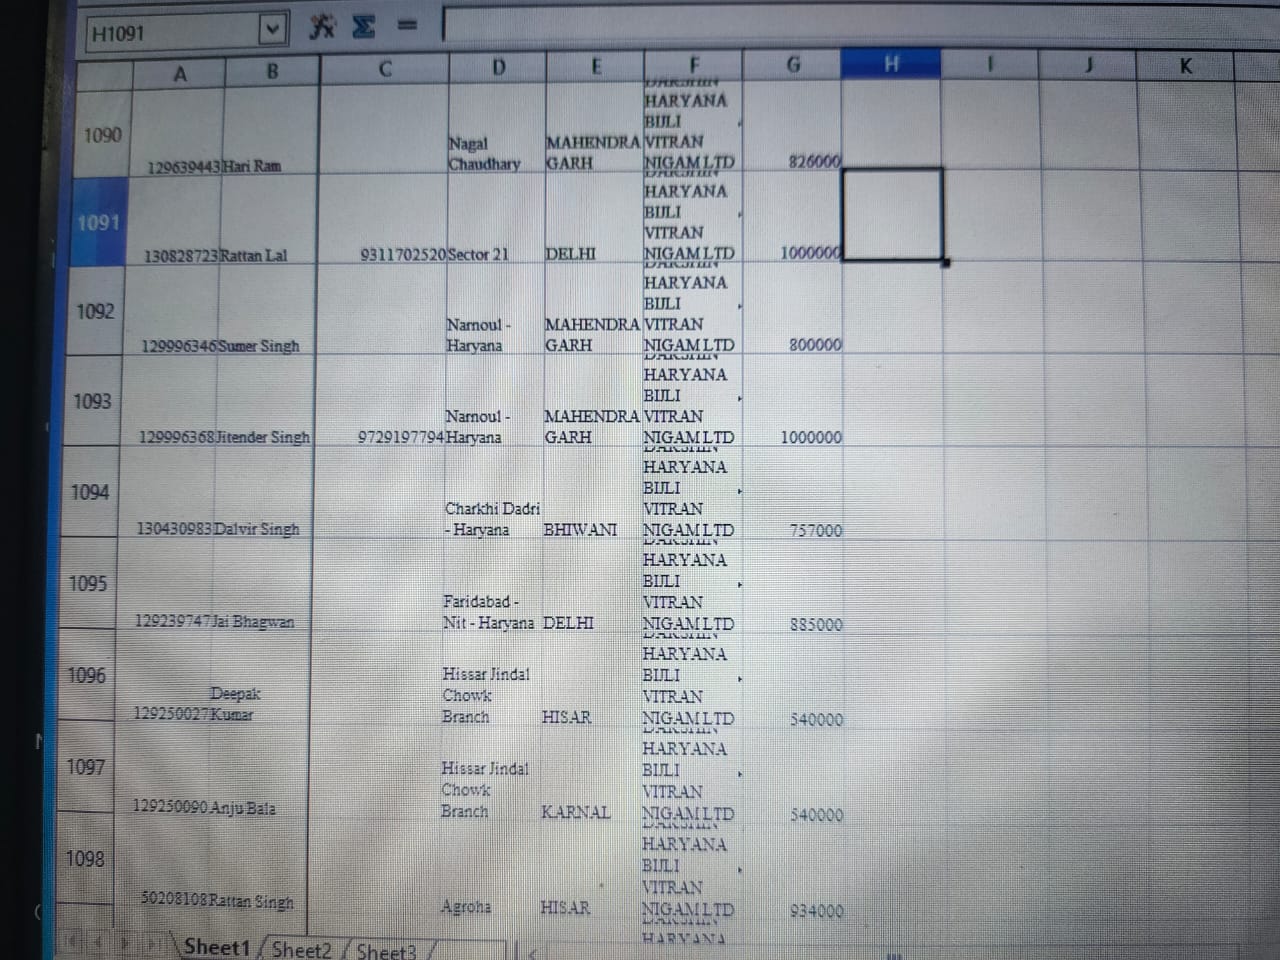 H1091
A B C D E F G H I J K
1090
129639443 Hari Ram Nagal Chaudhary MAHENDRA GARH HARYANA BIJLI VITRAN NIGAM LTD 826000
1091
130828723 Rattan Lal 9311702520 Sector 21 DELHI HARYANA BIJLI VITRAN NIGAM LTD 1000000
1092
129996346 Sumer Singh Narnoul - Haryana MAHENDRA GARH HARYANA BIJLI VITRAN NIGAM LTD 800000
1093
129996368 Jitender Singh 9729197794 Narnoul - Haryana MAHENDRA GARH HARYANA BIJLI VITRAN NIGAM LTD 1000000
1094
130430983 Dalvir Singh Charkhi Dadri - Haryana BHIWANI HARYANA BIJLI VITRAN NIGAM LTD 757000
1095
129239747 Jai Bhagwan Faridabad - Nit - Haryana DELHI HARYANA BIJLI VITRAN NIGAM LTD 885000
1096
129250027 Deepak Kumar Hissar Jindal Chowk Branch HISAR HARYANA BIJLI VITRAN NIGAM LTD 540000
1097
129250090 Anju Bala Hissar Jindal Chowk Branch KARNAL HARYANA BIJLI VITRAN NIGAM LTD 540000
1098
50208108 Rattan Singh Agroha HISAR HARYANA BIJLI VITRAN NIGAM LTD 934000
HARYANA
Sheet1 Sheet2 Sheet3